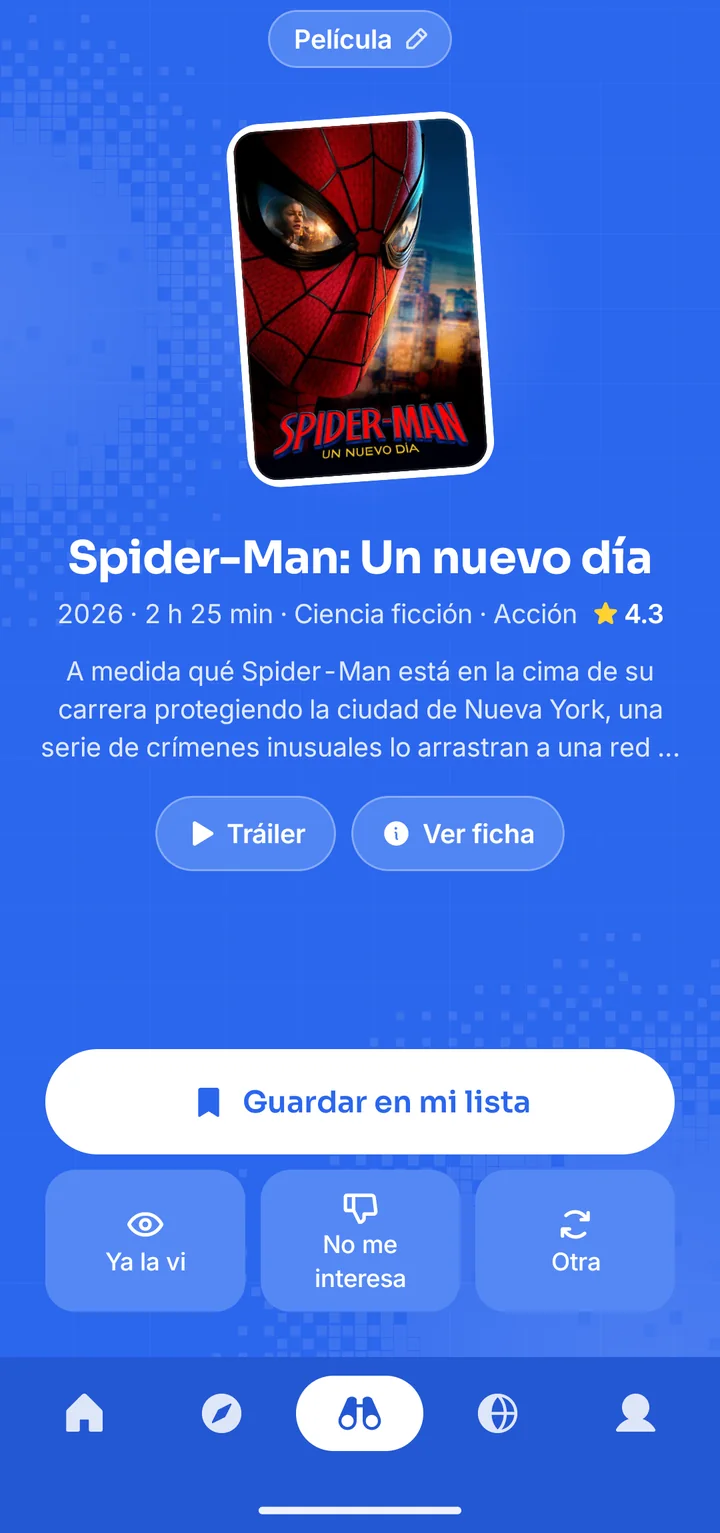 Película
SPIDER-MAN
UN NUEVO DÍA
Spider-Man: Un nuevo día
2026 · 2 h 25 min · Ciencia ficción · Acción 4.3
A medida qué Spider-Man está en la cima de su
carrera protegiendo la ciudad de Nueva York, una
serie de crímenes inusuales lo arrastran a una red ...
Tráiler
Ver ficha
Guardar en mi lista
Ya la vi
No me
interesa
Otra